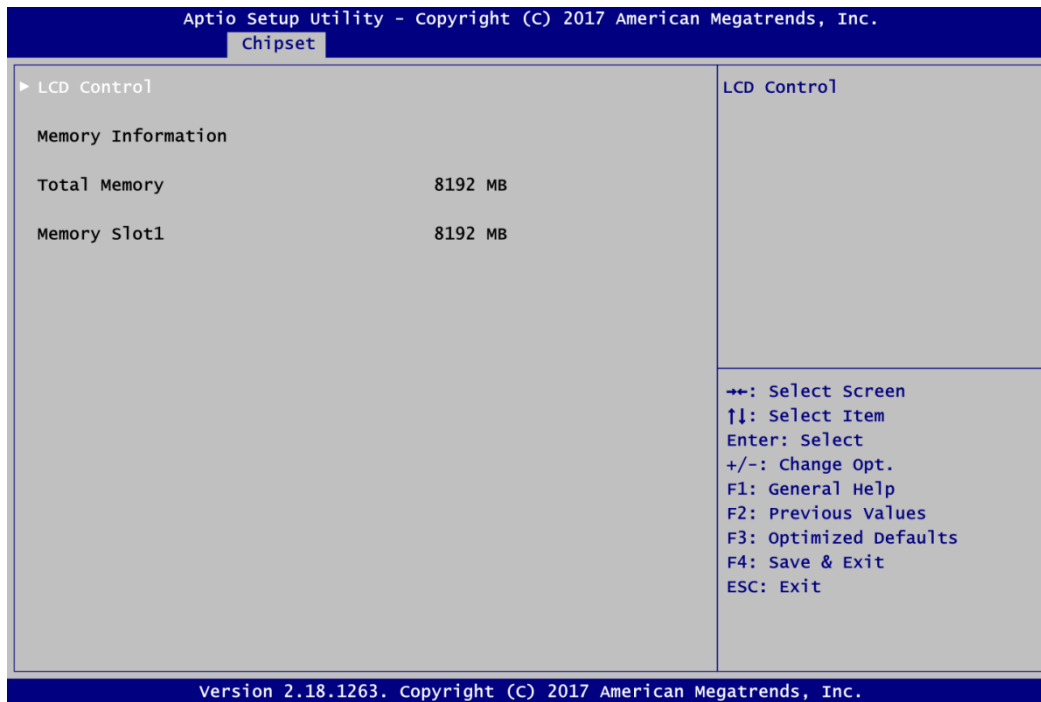 Aptio Setup Utility - Copyright (C) 2017 American Megatrends, Inc.
Chipset
► LCD Control
Memory Information
Total Memory 8192 MB
Memory Slot1 8192 MB
LCD Control
→←: Select Screen
↑↓: Select Item
Enter: Select
+/-: Change Opt.
F1: General Help
F2: Previous Values
F3: Optimized Defaults
F4: Save & Exit
ESC: Exit
Version 2.18.1263. Copyright (C) 2017 American Megatrends, Inc.